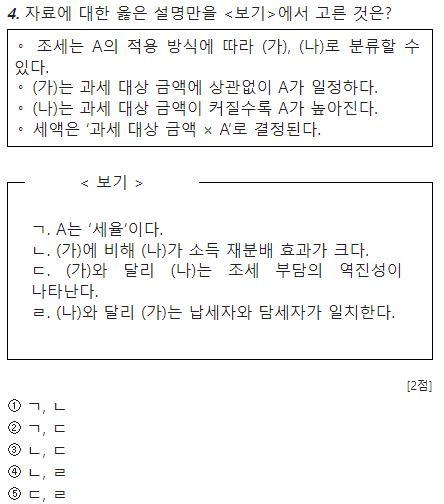 4. 자료에 대한 옳은 설명만을 <보기>에서 고른 것은?
◦ 조세는 A의 적용 방식에 따라 (가), (나)로 분류할 수
있다.
◦ (가)는 과세 대상 금액에 상관없이 A가 일정하다.
◦ (나)는 과세 대상 금액이 커질수록 A가 높아진다.
◦ 세액은 ‘과세 대상 금액 × A’로 결정된다.
< 보기 >
ㄱ. A는 ‘세율’이다.
ㄴ. (가)에 비해 (나)가 소득 재분배 효과가 크다.
ㄷ. (가)와 달리 (나)는 조세 부담의 역진성이
나타난다.
ㄹ. (나)와 달리 (가)는 납세자와 담세자가 일치한다.
[2점]
① ㄱ, ㄴ
② ㄱ, ㄷ
③ ㄴ, ㄷ
④ ㄴ, ㄹ
⑤ ㄷ, ㄹ